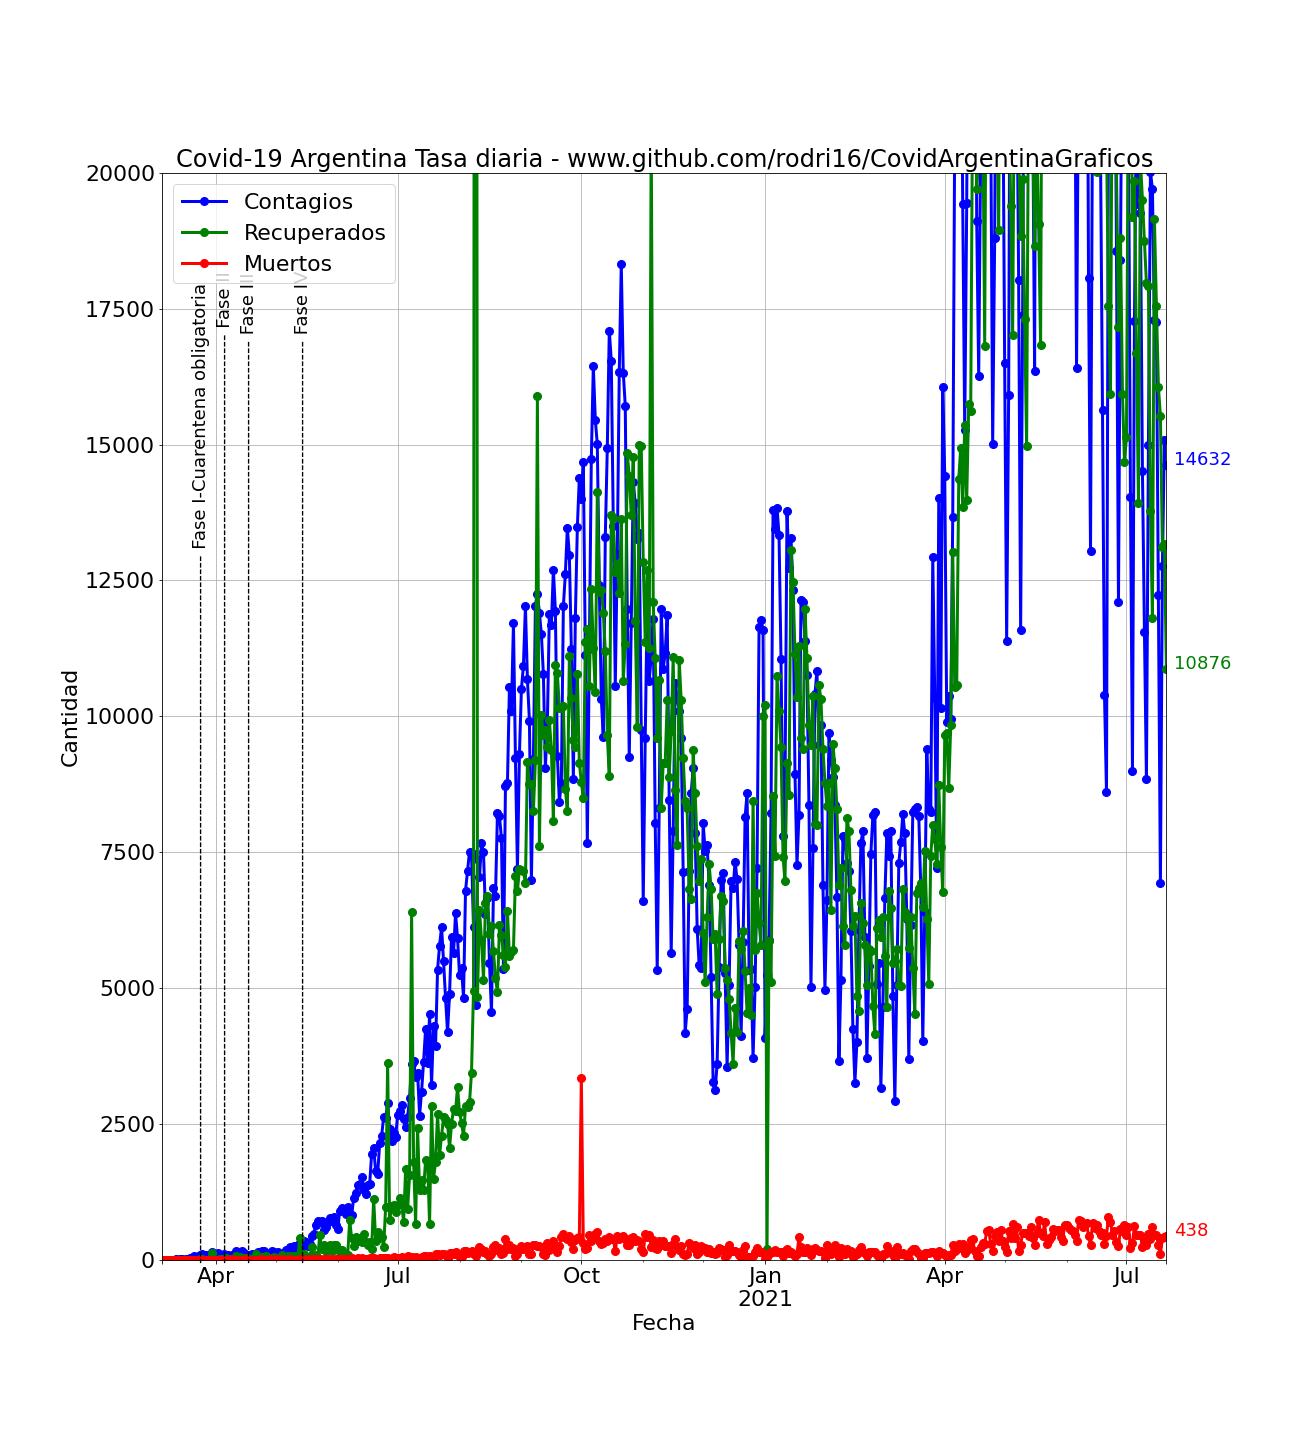 Covid-19 Argentina Tasa diaria - www.github.com/rodri16/CovidArgentinaGraficos
20000
17500
15000
12500
10000
7500
5000
2500
0
Cantidad
Contagios
Recuperados
Muertos
Fase I-Cuarentena obligatoria
Fase II
Fase III
Fase IV
14632
10876
438
Apr
Jul
Oct
Jan
2021
Apr
Jul
Fecha